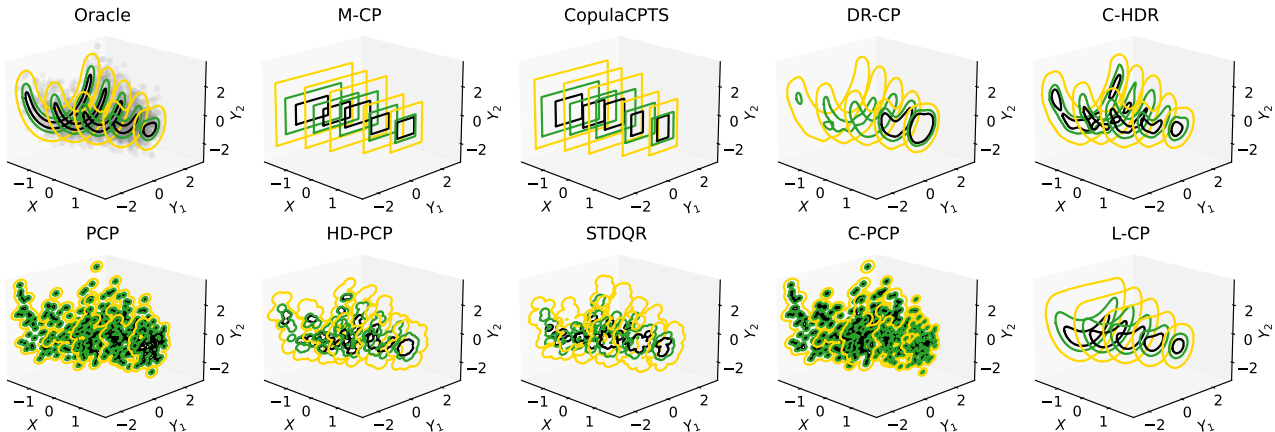 Oracle M-CP CopulaCPTS DR-CP C-HDR
2 2 2 2 2
0 0 0 0 0
−2 −2 −2 −2 −2
Y2 Y2 Y2 Y2 Y2
−1 0 1 −2 0 2 −1 0 1 −2 0 2 −1 0 1 −2 0 2 −1 0 1 −2 0 2 −1 0 1 −2 0 2
X Y1 X Y1 X Y1 X Y1 X Y1
PCP HD-PCP STDQR C-PCP L-CP
2 2 2 2 2
0 0 0 0 0
−2 −2 −2 −2 −2
Y2 Y2 Y2 Y2 Y2
−1 0 1 −2 0 2 −1 0 1 −2 0 2 −1 0 1 −2 0 2 −1 0 1 −2 0 2 −1 0 1 −2 0 2
X Y1 X Y1 X Y1 X Y1 X Y1